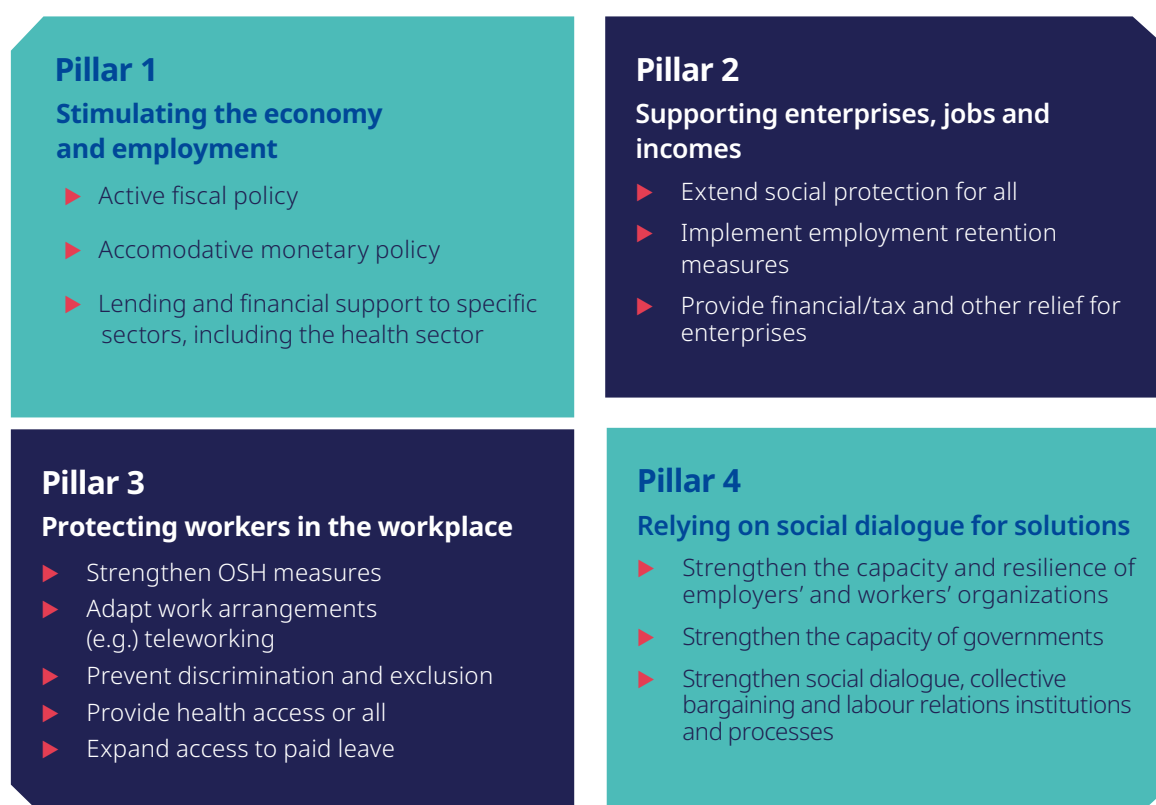 Pillar 1
Stimulating the economy
and employment
Active fiscal policy
Accomodative monetary policy
Lending and financial support to specific
sectors, including the health sector
Pillar 2
Supporting enterprises, jobs and
incomes
Extend social protection for all
Implement employment retention
measures
Provide financial/tax and other relief for
enterprises
Pillar 3
Protecting workers in the workplace
Strengthen OSH measures
Adapt work arrangements
(e.g.) teleworking
Prevent discrimination and exclusion
Provide health access or all
Expand access to paid leave
Pillar 4
Relying on social dialogue for solutions
Strengthen the capacity and resilience of
employers’ and workers’ organizations
Strengthen the capacity of governments
Strengthen social dialogue, collective
bargaining and labour relations institutions
and processes